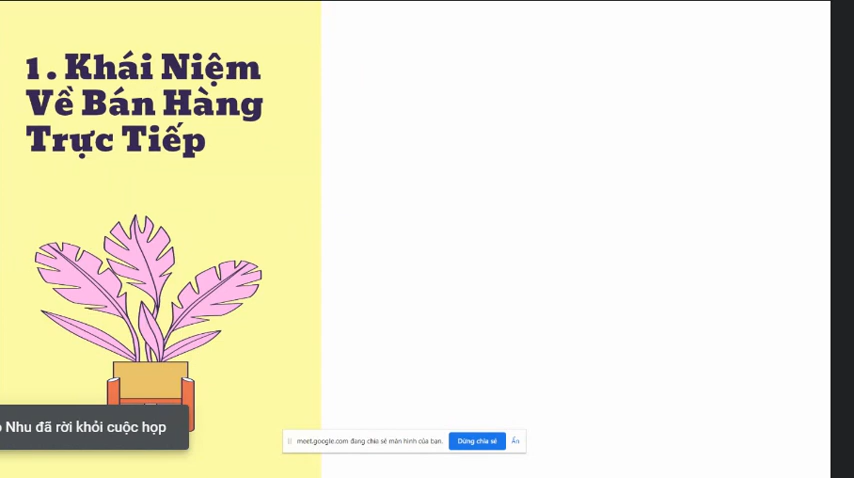 1. Khái Niệm
Về Bán Hàng
Trực Tiếp
Nhu đã rời khỏi cuộc họp
meet.google.com đang chia sẻ màn hình của bạn.
Dừng chia sẻ
Ẩn